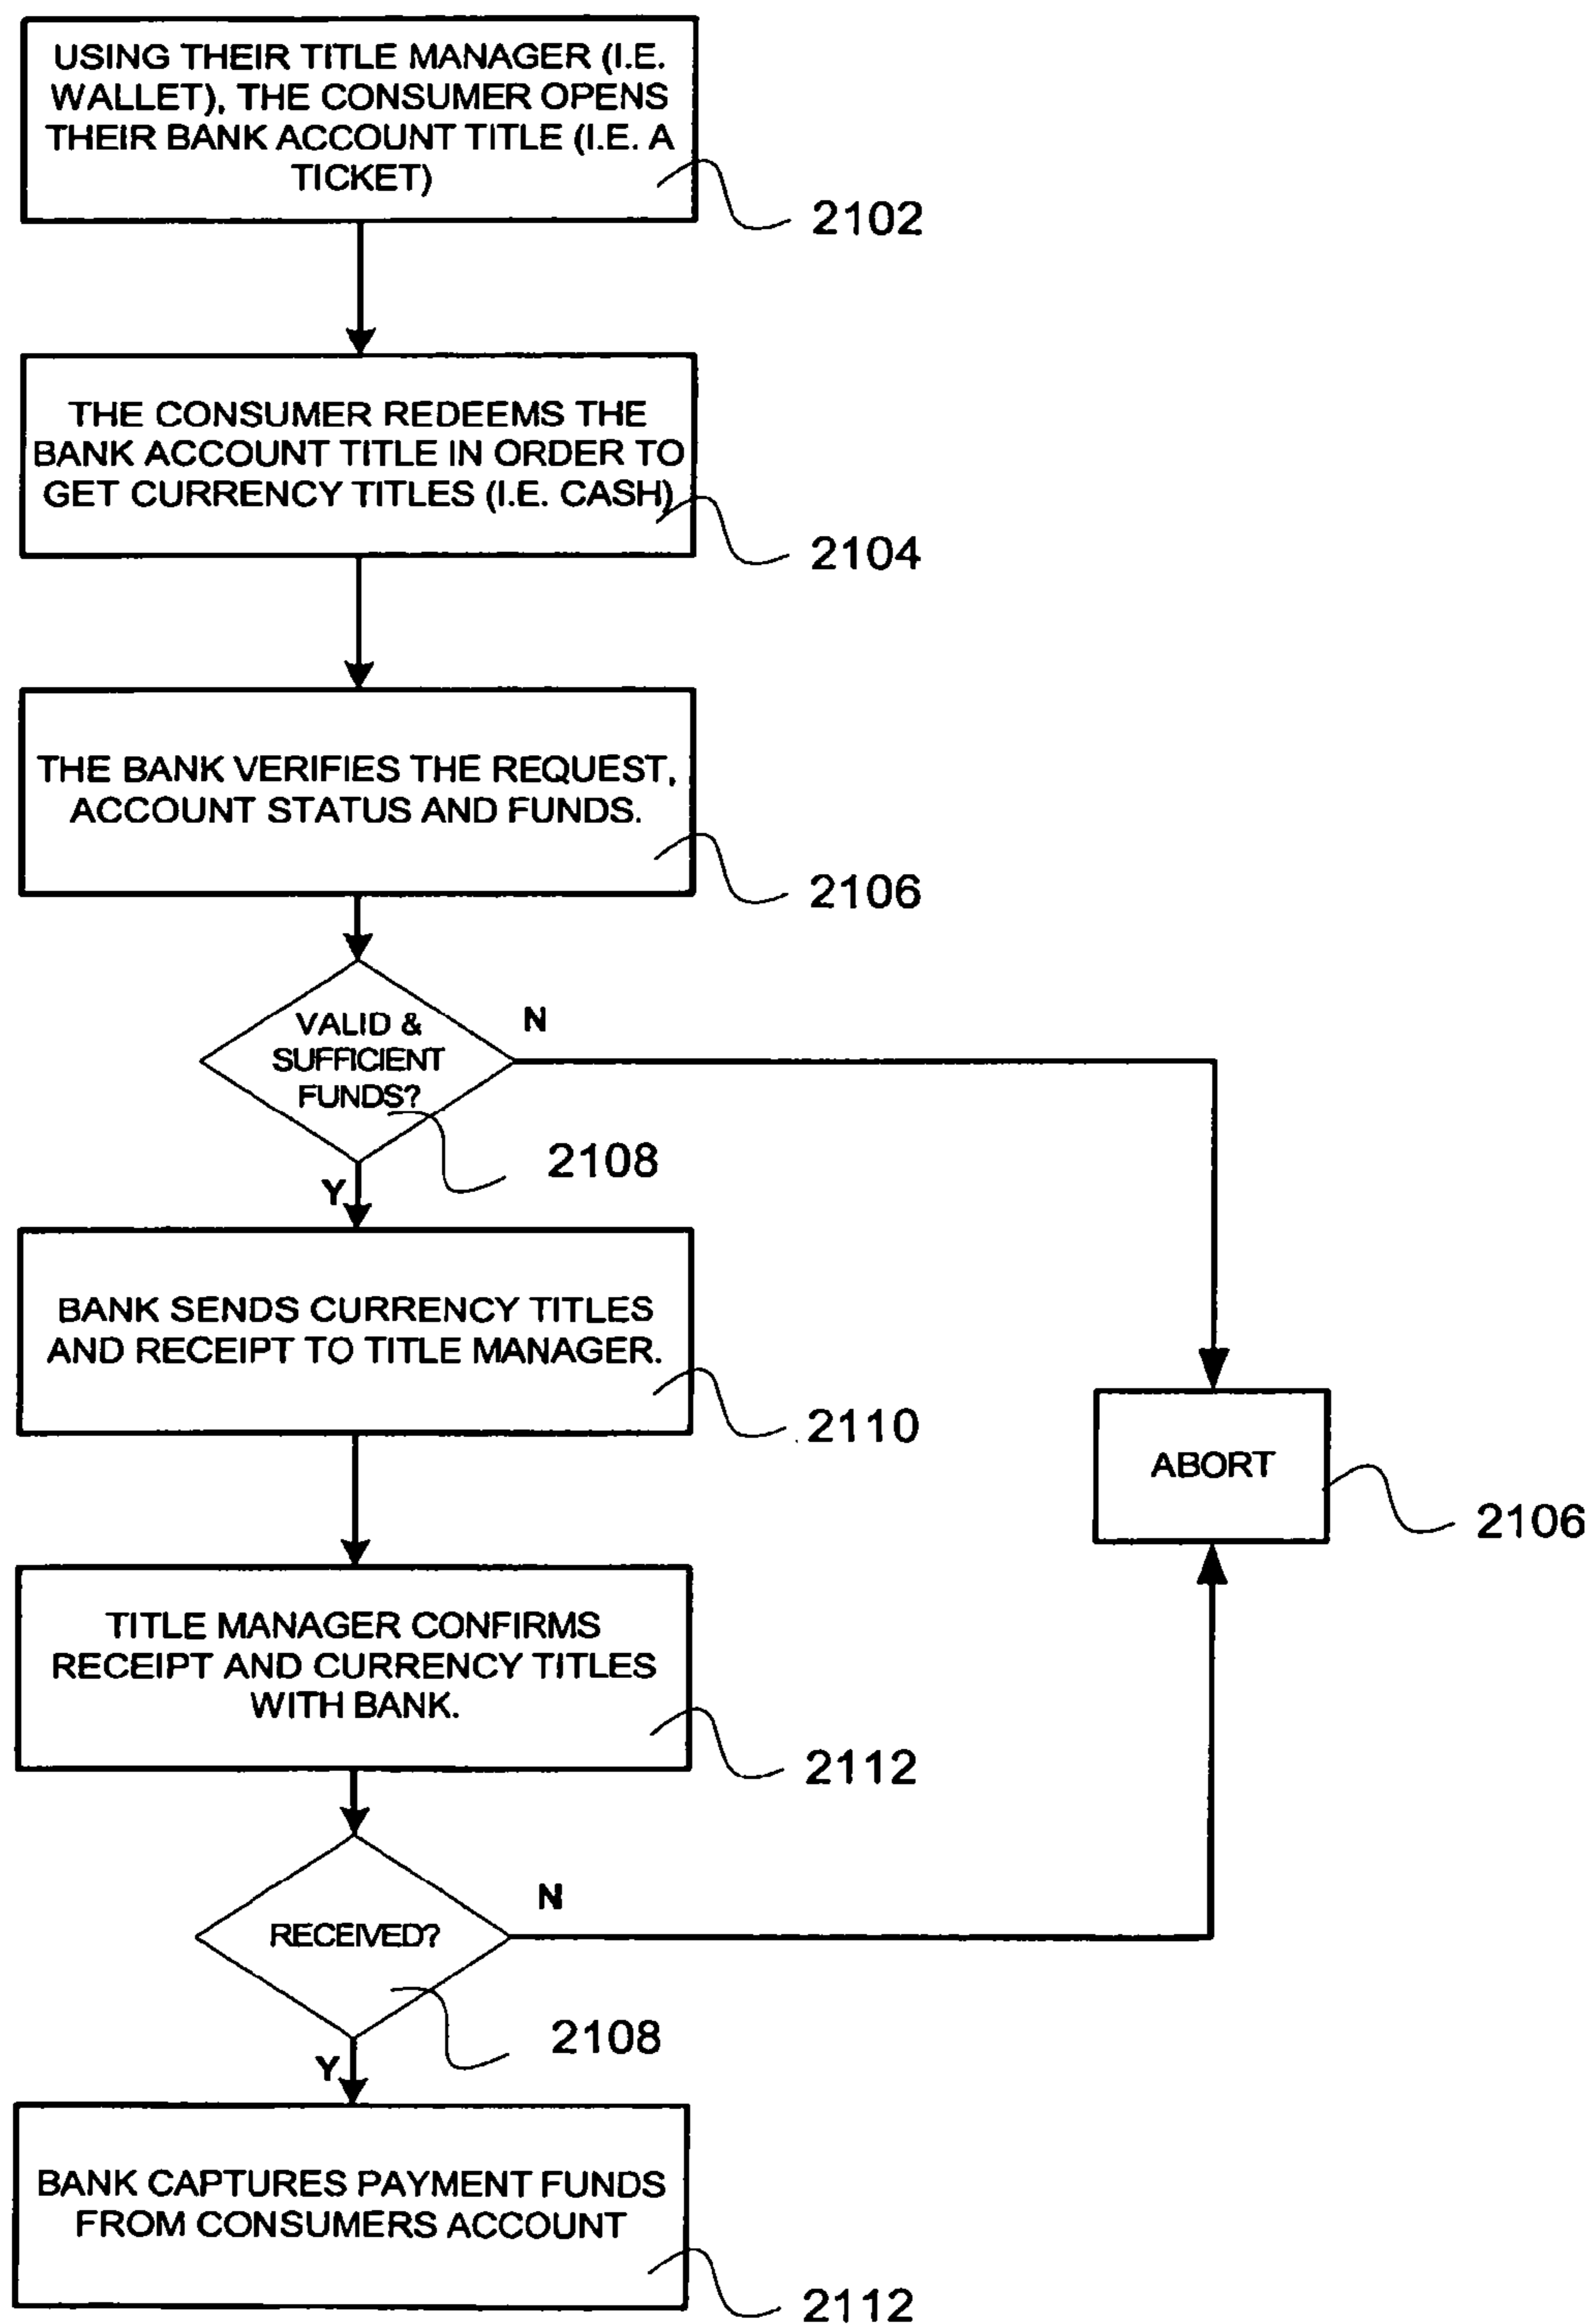 USING THEIR TITLE MANAGER (I.E.
WALLET), THE CONSUMER OPENS
THEIR BANK ACCOUNT TITLE (I.E. A
TICKET)
2102
THE CONSUMER REDEEMS THE
BANK ACCOUNT TITLE IN ORDER TO
GET CURRENCY TITLES (I.E. CASH)
2104
THE BANK VERIFIES THE REQUEST,
ACCOUNT STATUS AND FUNDS.
2106
VALID &
SUFFICIENT
FUNDS?
N
2108
Y
BANK SENDS CURRENCY TITLES
AND RECEIPT TO TITLE MANAGER.
2110
ABORT
2106
TITLE MANAGER CONFIRMS
RECEIPT AND CURRENCY TITLES
WITH BANK.
2112
RECEIVED?
N
2108
Y
BANK CAPTURES PAYMENT FUNDS
FROM CONSUMERS ACCOUNT
2112